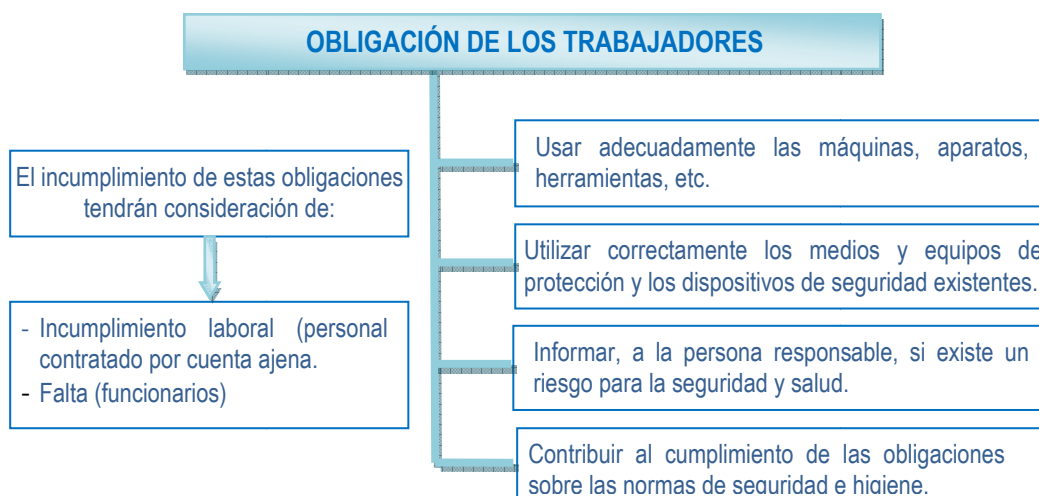 OBLIGACIÓN DE LOS TRABAJADORES
El incumplimiento de estas obligaciones
tendrán consideración de:
- Incumplimiento laboral (personal
contratado por cuenta ajena.
- Falta (funcionarios)
Usar adecuadamente las máquinas, aparatos,
herramientas, etc.
Utilizar correctamente los medios y equipos de
protección y los dispositivos de seguridad existentes.
Informar, a la persona responsable, si existe un
riesgo para la seguridad y salud.
Contribuir al cumplimiento de las obligaciones
sobre las normas de seguridad e higiene.